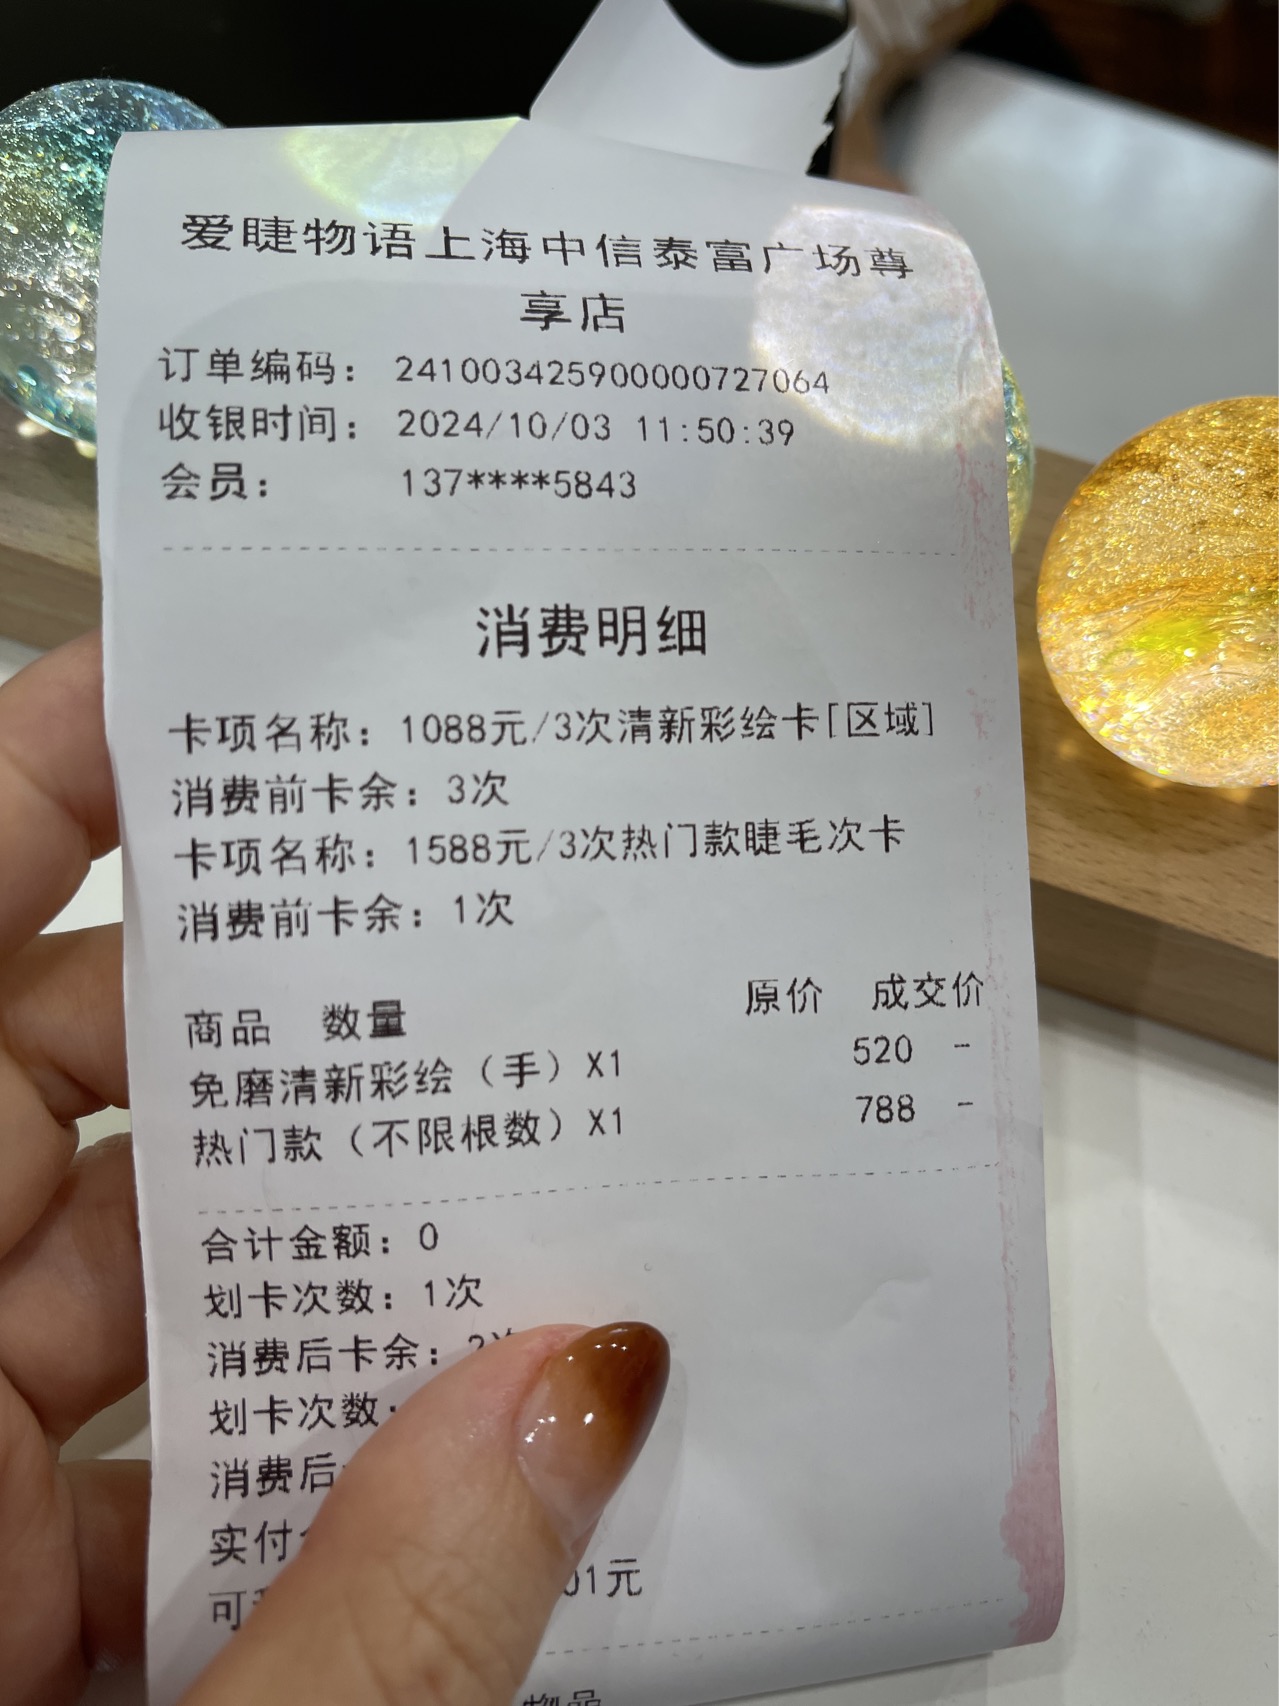 爱睫物语上海中信泰富广场尊
享店
订单编码： 241003425900000727064
收银时间： 2024/10/03 11:50:39
会员： 137****5843
消费明细
卡项名称：1088元/3次清新彩绘卡[区域]
消费前卡余：3次
卡项名称：1588元/3次热门款睫毛次卡
消费前卡余：1次
商品 数量 原价 成交价
免磨清新彩绘（手）X1 520 -
热门款（不限根数）X1 788 -
合计金额：0
划卡次数：1次
消费后卡余：
划卡次数
消费后
实付
可 01元